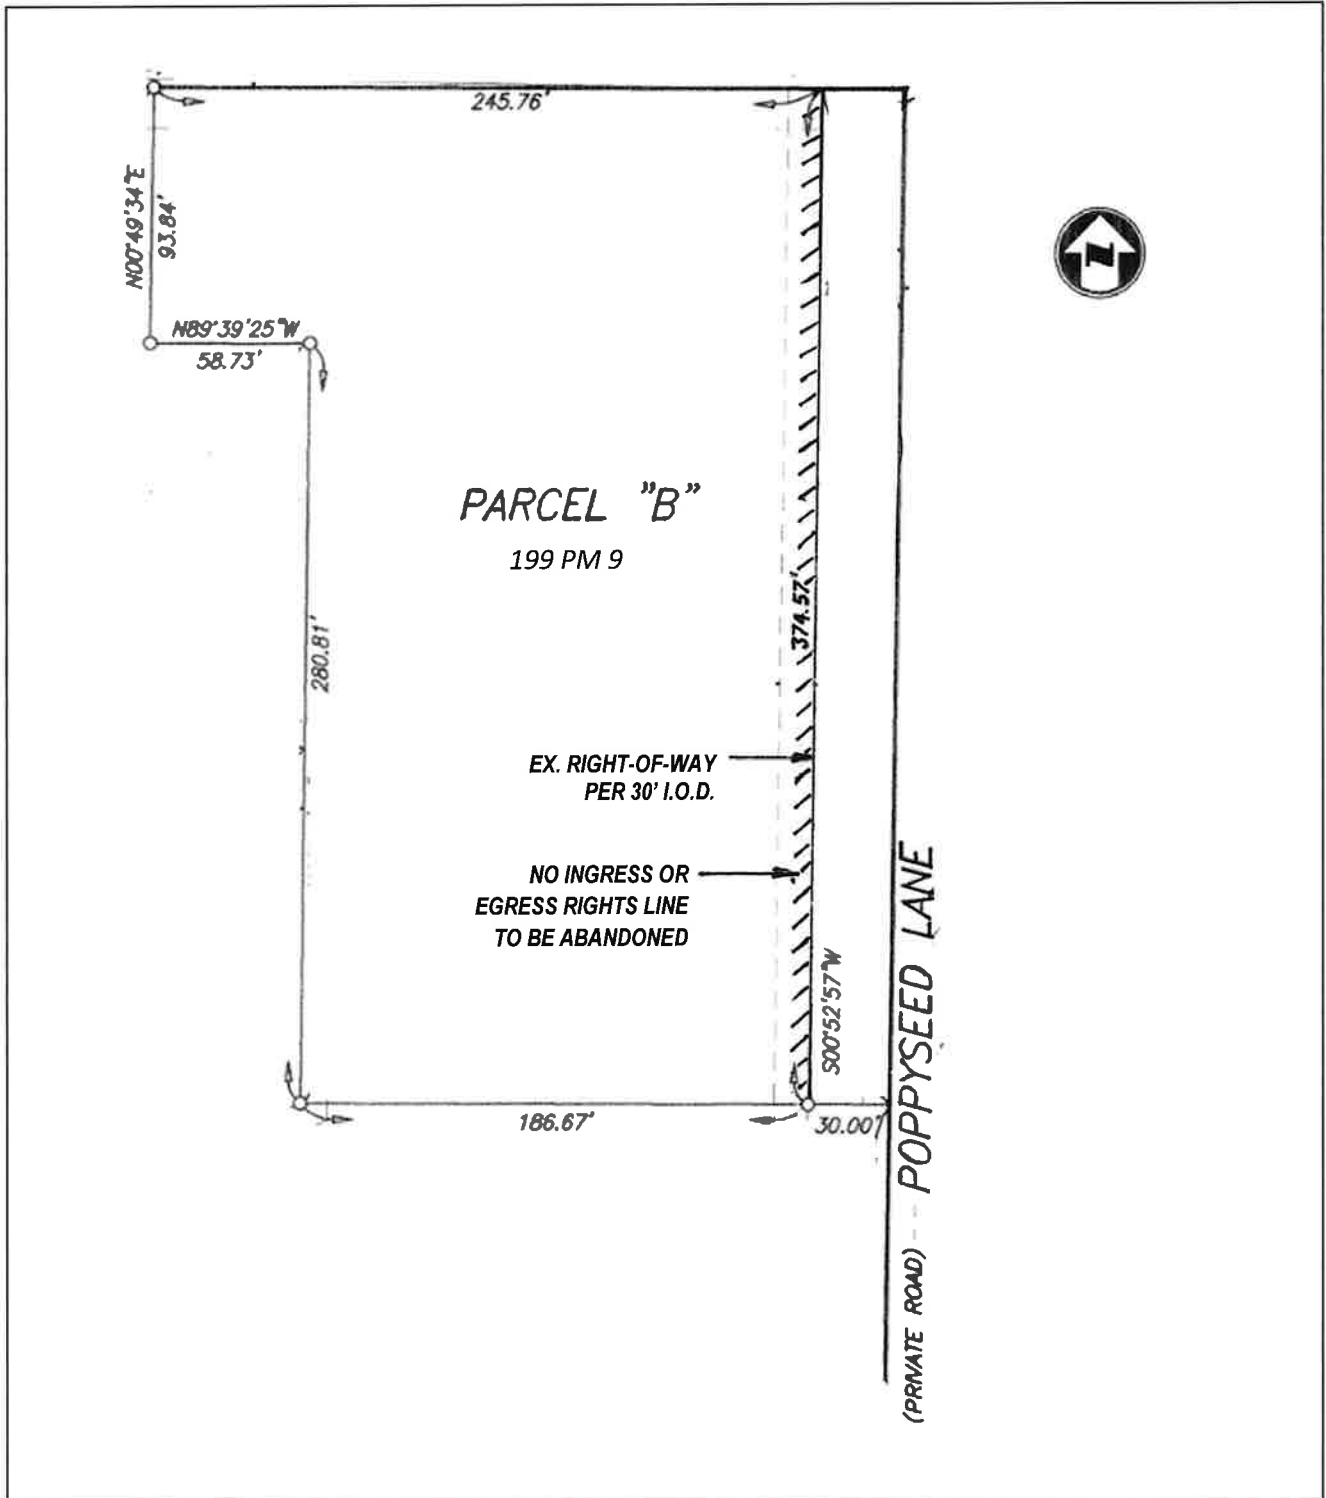 245.76'
N00°49'34"E
93.84'
N89°39'25"W
58.73'
N
PARCEL "B"
199 PM 9
374.57'
280.81'
EX. RIGHT-OF-WAY
PER 30' I.O.D.
NO INGRESS OR
EGRESS RIGHTS LINE
TO BE ABANDONED
S00°52'57"W
186.67'
30.00'
(PRIVATE ROAD) -- POPPYSEED LANE